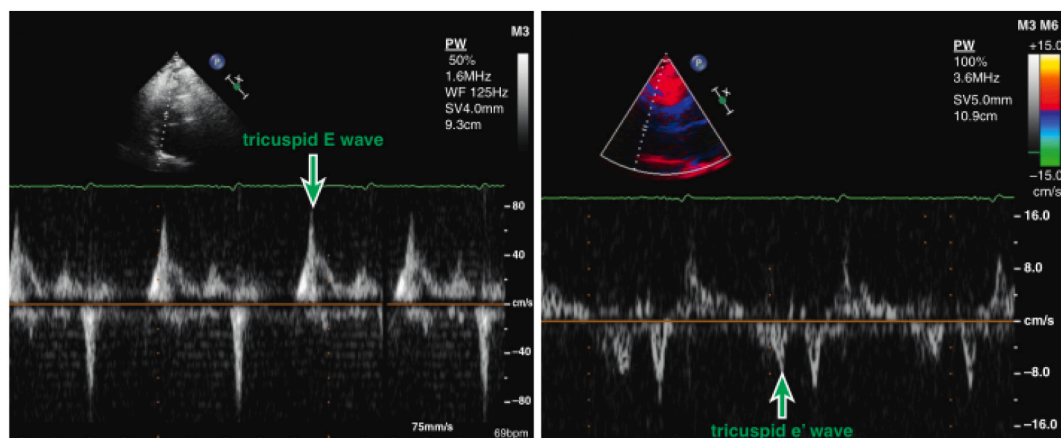 M3
PW
50%
1.6MHz
WF 125Hz
SV4.0mm
9.3cm
P
X
tricuspid E wave
80
40
cm/s
-40
-80
75mm/s
69bpm
M3 M6
+15.0
PW
100%
3.6MHz
SV5.0mm
10.9cm
P
X
-15.0
cm/s
16.0
8.0
cm/s
-8.0
-16.0
tricuspid e' wave